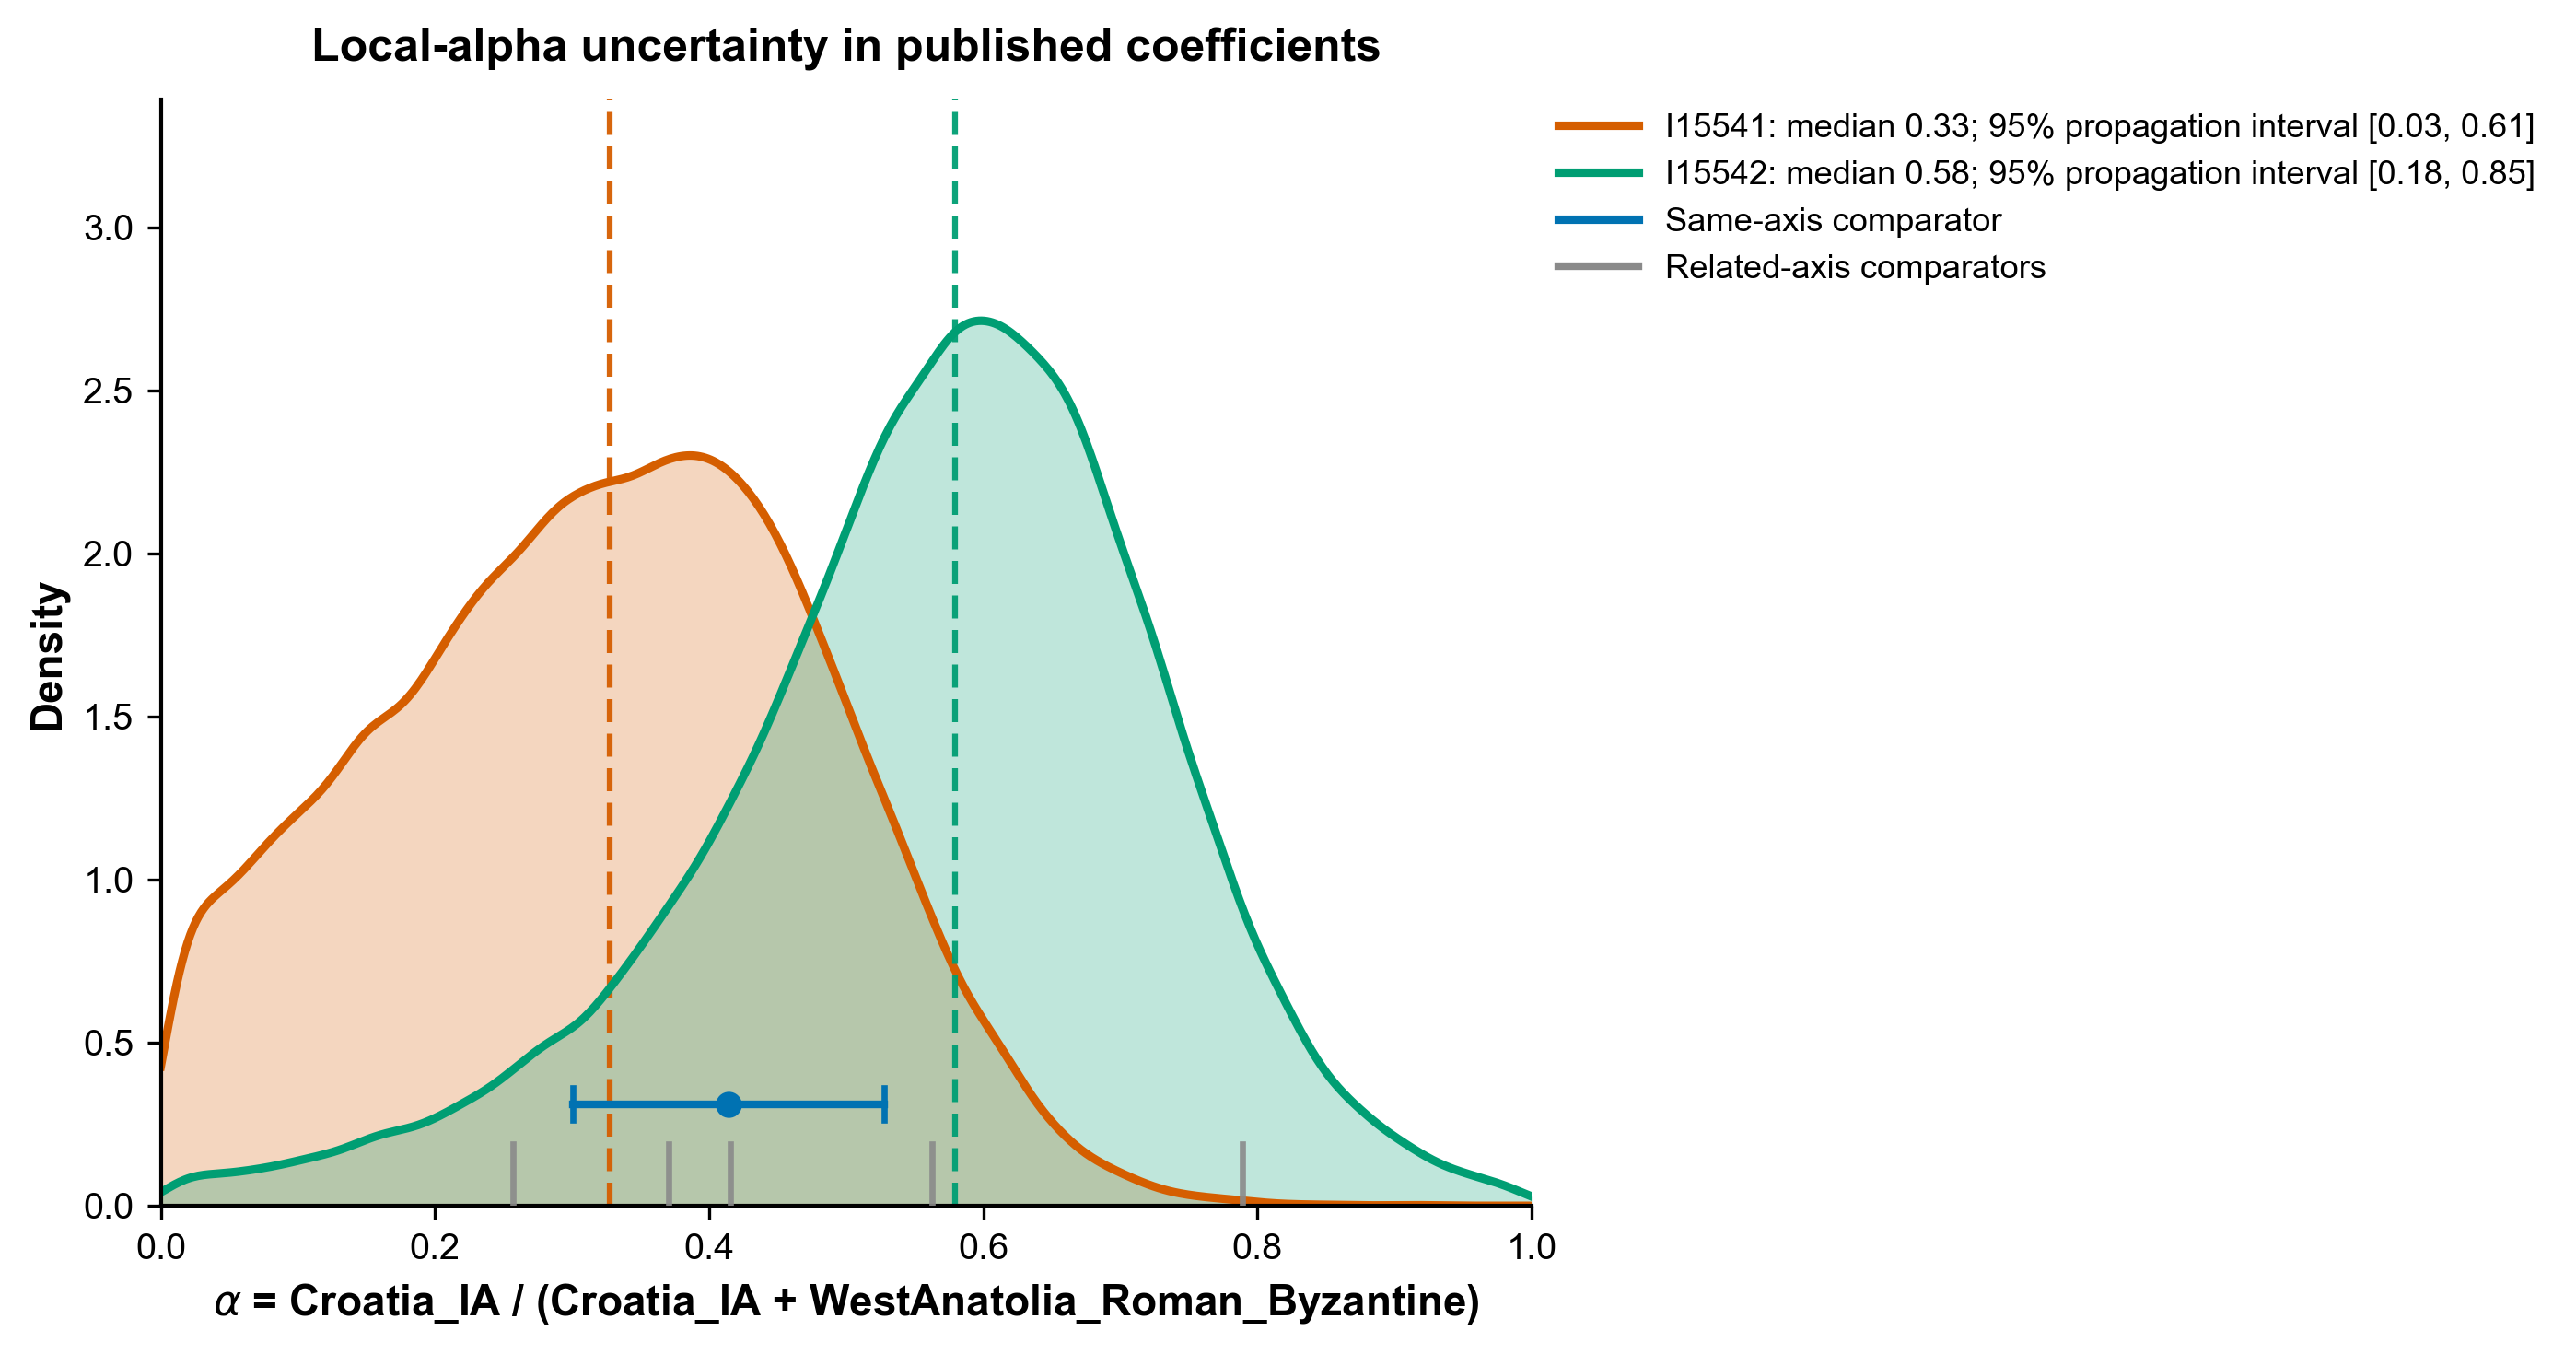 Local-alpha uncertainty in published coefficients
I15541: median 0.33; 95% propagation interval [0.03, 0.61]
I15542: median 0.58; 95% propagation interval [0.18, 0.85]
Same-axis comparator
Related-axis comparators
Density
3.0
2.5
2.0
1.5
1.0
0.5
0.0
0.0 0.2 0.4 0.6 0.8 1.0
α = Croatia_IA / (Croatia_IA + WestAnatolia_Roman_Byzantine)